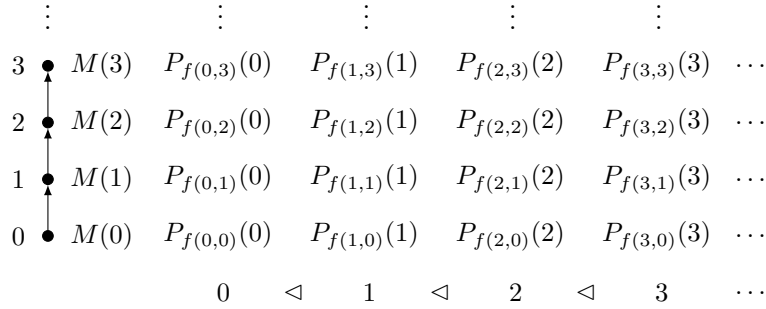 ⋮ ⋮ ⋮ ⋮ ⋮
3 M(3) P_{f(0,3)}(0) P_{f(1,3)}(1) P_{f(2,3)}(2) P_{f(3,3)}(3) ⋯
2 M(2) P_{f(0,2)}(0) P_{f(1,2)}(1) P_{f(2,2)}(2) P_{f(3,2)}(3) ⋯
1 M(1) P_{f(0,1)}(0) P_{f(1,1)}(1) P_{f(2,1)}(2) P_{f(3,1)}(3) ⋯
0 M(0) P_{f(0,0)}(0) P_{f(1,0)}(1) P_{f(2,0)}(2) P_{f(3,0)}(3) ⋯
0 ◁ 1 ◁ 2 ◁ 3 ⋯